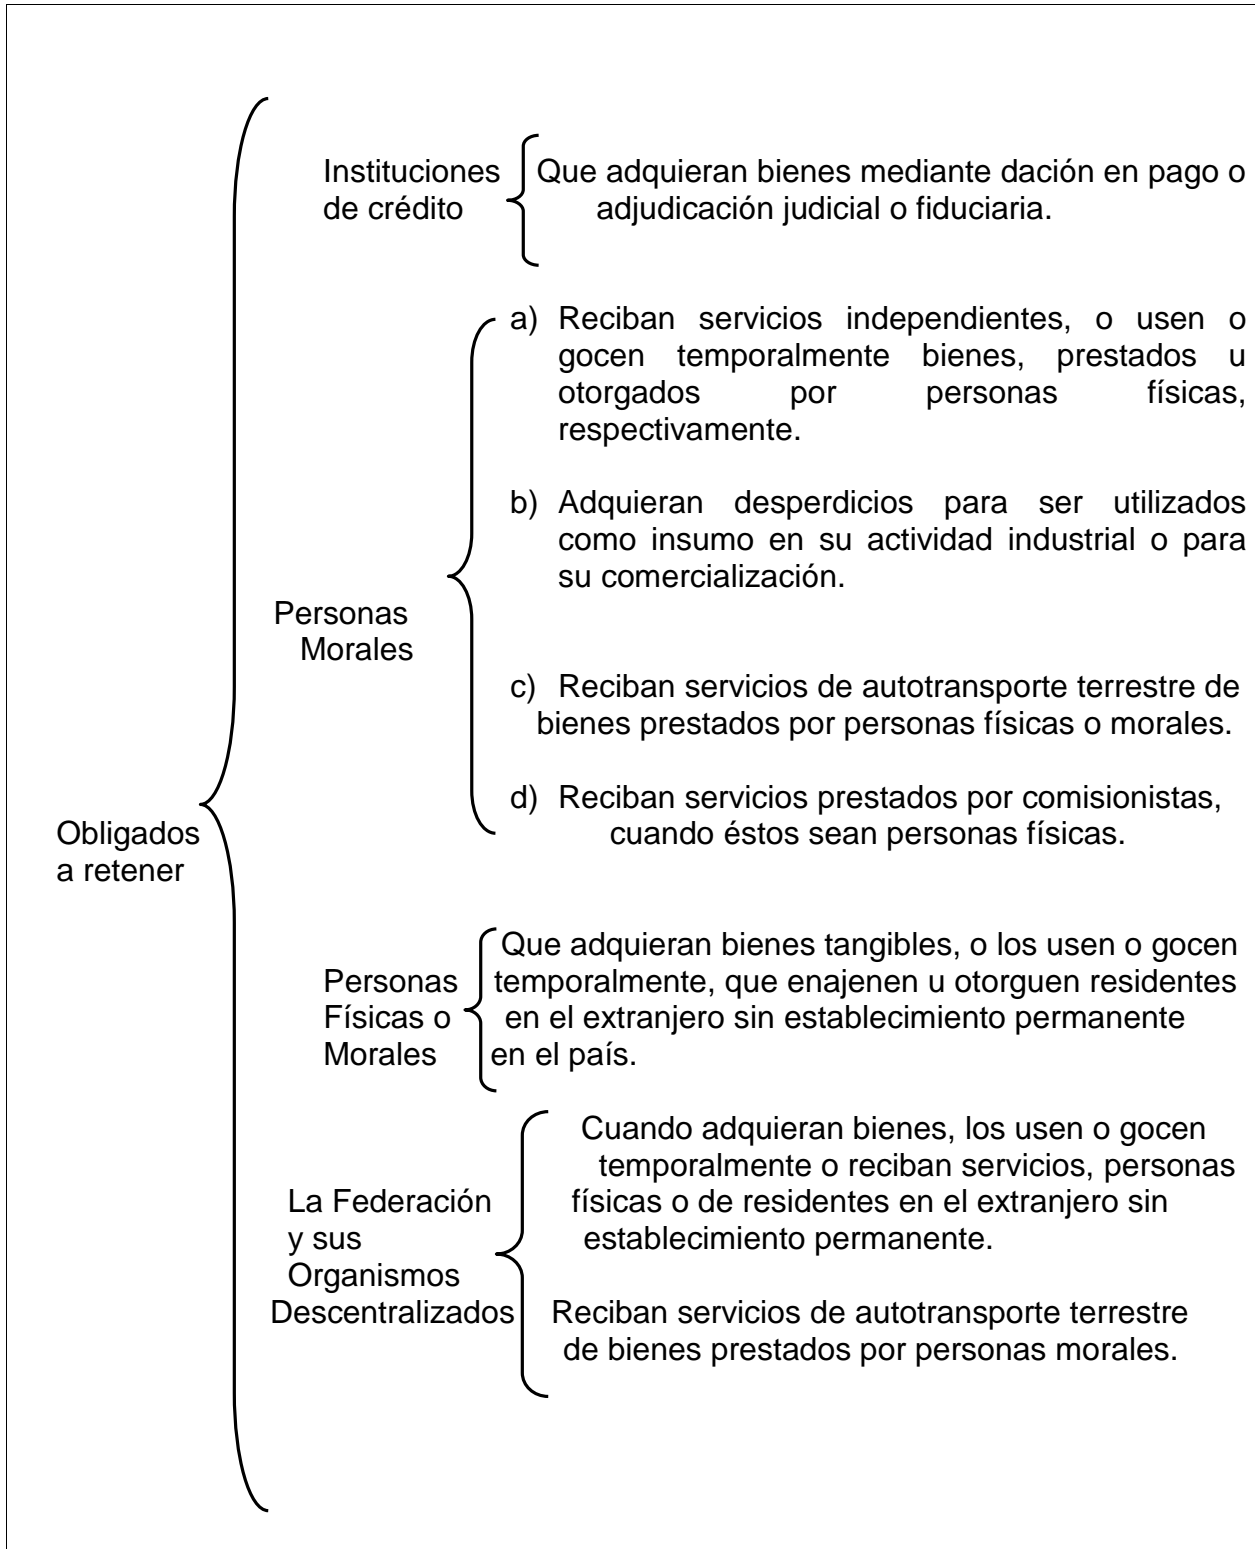 Instituciones
de crédito
Que adquieran bienes mediante dación en pago o
adjudicación judicial o fiduciaria.
a) Reciban servicios independientes, o usen o
gocen temporalmente bienes, prestados u
otorgados por personas físicas,
respectivamente.
b) Adquieran desperdicios para ser utilizados
como insumo en su actividad industrial o para
su comercialización.
Personas
Morales
c) Reciban servicios de autotransporte terrestre de
bienes prestados por personas físicas o morales.
d) Reciban servicios prestados por comisionistas,
cuando éstos sean personas físicas.
Obligados
a retener
Personas
Físicas o
Morales
Que adquieran bienes tangibles, o los usen o gocen
temporalmente, que enajenen u otorguen residentes
en el extranjero sin establecimiento permanente
en el país.
La Federación
y sus
Organismos
Descentralizados
Cuando adquieran bienes, los usen o gocen
temporalmente o reciban servicios, personas
físicas o de residentes en el extranjero sin
establecimiento permanente.
Reciban servicios de autotransporte terrestre
de bienes prestados por personas morales.